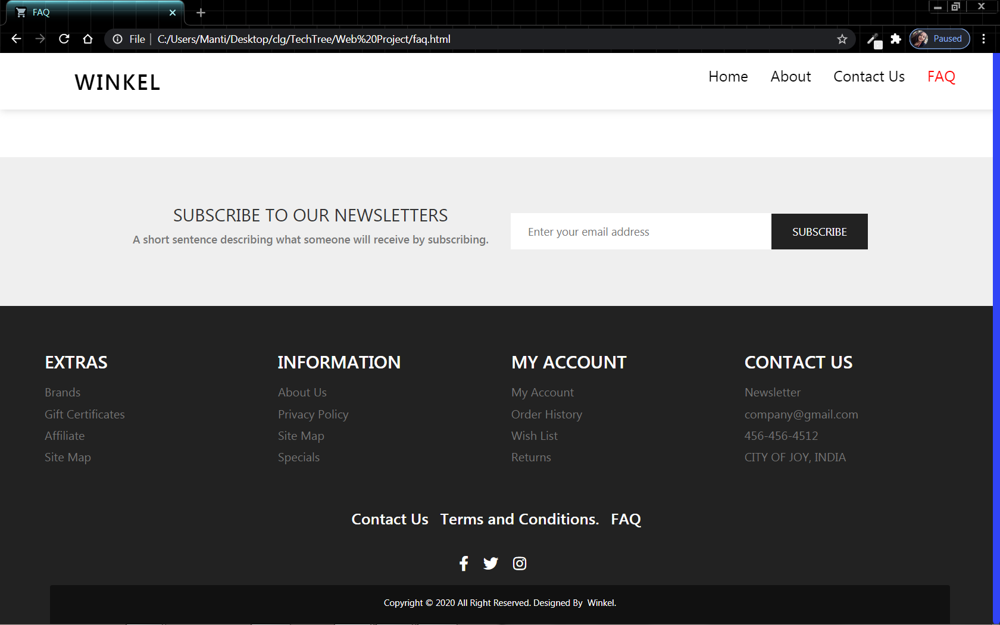 FAQ
File C:/Users/Manti/Desktop/clg/TechTree/Web%20Project/faq.html Paused
WINKEL Home About Contact Us FAQ
SUBSCRIBE TO OUR NEWSLETTERS
A short sentence describing what someone will receive by subscribing.
Enter your email address SUBSCRIBE
EXTRAS
Brands
Gift Certificates
Affiliate
Site Map
INFORMATION
About Us
Privacy Policy
Site Map
Specials
MY ACCOUNT
My Account
Order History
Wish List
Returns
CONTACT US
Newsletter
company@gmail.com
456-456-4512
CITY OF JOY, INDIA
Contact Us Terms and Conditions. FAQ
Copyright © 2020 All Right Reserved. Designed By Winkel.